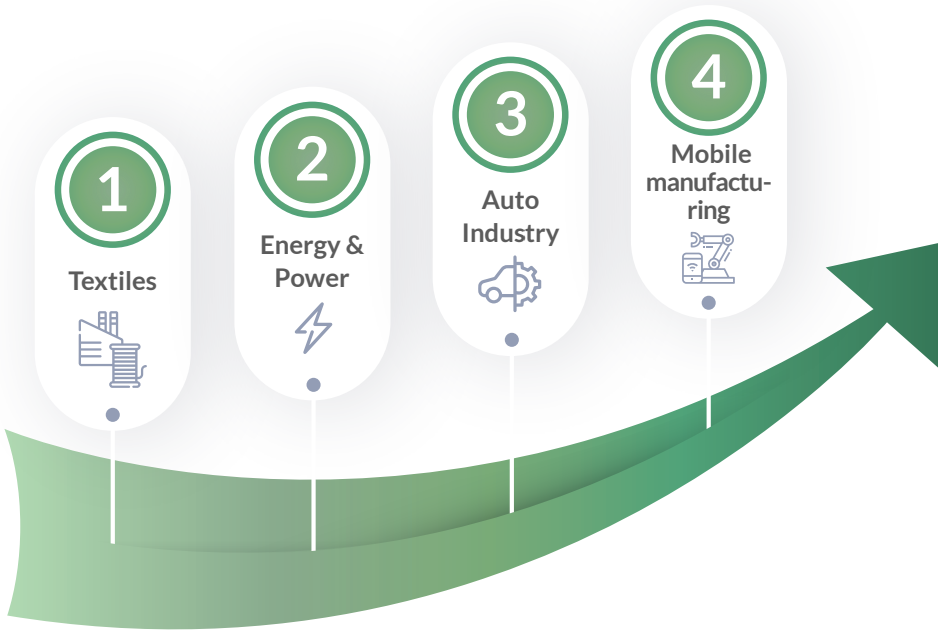 1
Textiles
2
Energy &
Power
3
Auto
Industry
4
Mobile
manufactu-
ring